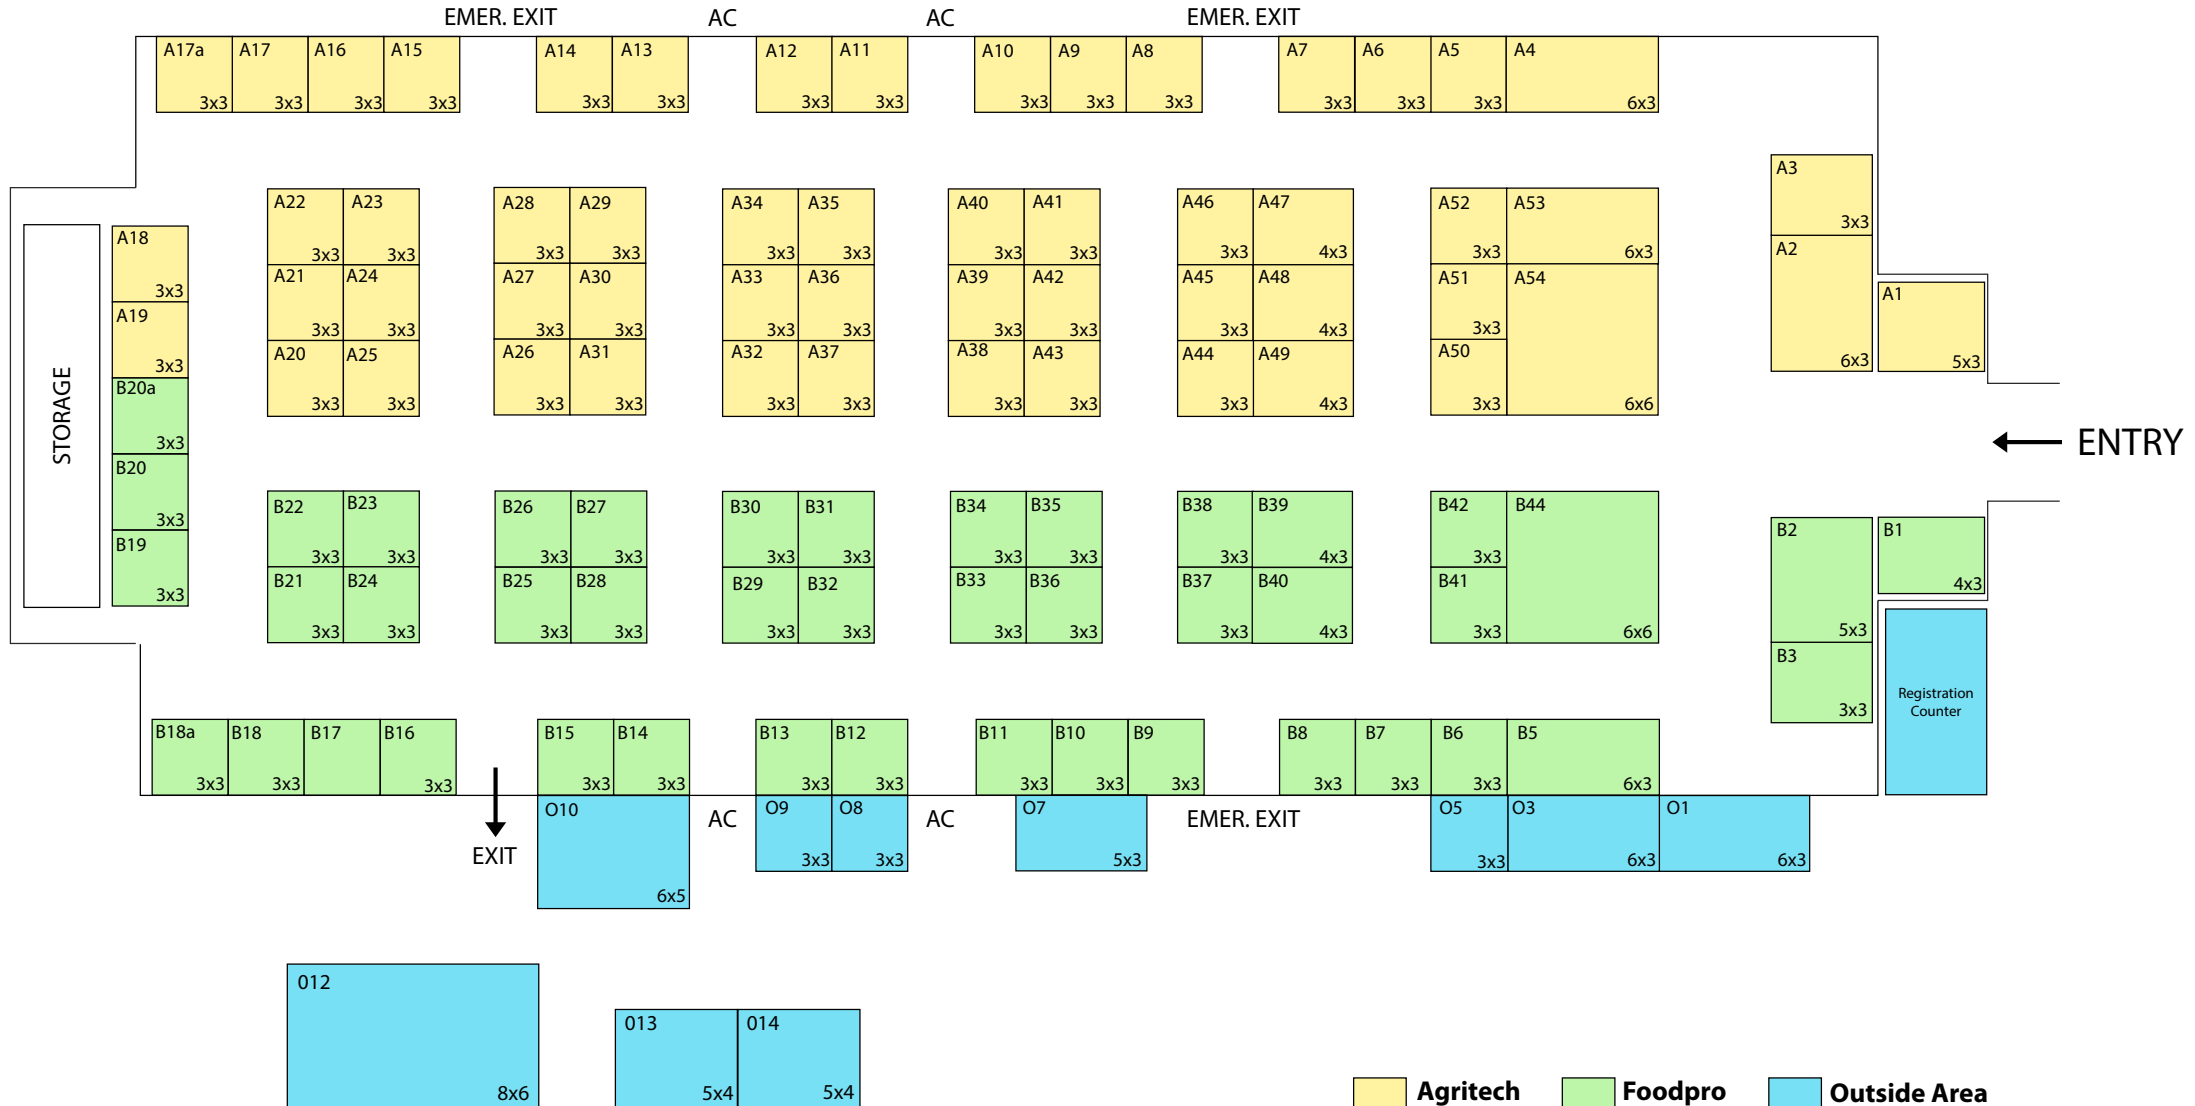 EMER. EXIT AC AC EMER. EXIT
A17a A17 A16 A15 A14 A13 A12 A11 A10 A9 A8 A7 A6 A5 A4
3x3 3x3 3x3 3x3 3x3 3x3 3x3 3x3 3x3 3x3 3x3 3x3 3x3 3x3 6x3
A3
3x3
A22 A23 A28 A29 A34 A35 A40 A41 A46 A47 A52 A53
3x3 3x3 3x3 3x3 3x3 3x3 3x3 3x3 3x3 4x3 3x3 6x3
A18
3x3
A2
6x3
A1
5x3
A21 A24 A27 A30 A33 A36 A39 A42 A45 A48 A51 A54
3x3 3x3 3x3 3x3 3x3 3x3 3x3 3x3 3x3 4x3 3x3
A19
3x3
A20 A25 A26 A31 A32 A37 A38 A43 A44 A49 A50
3x3 3x3 3x3 3x3 3x3 3x3 3x3 3x3 3x3 4x3 3x3 6x6
STORAGE
B20a
3x3
ENTRY
B20
3x3
B22 B23 B26 B27 B30 B31 B34 B35 B38 B39 B42 B44
3x3 3x3 3x3 3x3 3x3 3x3 3x3 3x3 3x3 4x3 3x3
B2
5x3
B1
4x3
B19
3x3
B21 B24 B25 B28 B29 B32 B33 B36 B37 B40 B41
3x3 3x3 3x3 3x3 3x3 3x3 3x3 3x3 3x3 4x3 3x3 6x6
B3
3x3
Registration
Counter
B18a B18 B17 B16 B15 B14 B13 B12 B11 B10 B9 B8 B7 B6 B5
3x3 3x3 3x3 3x3 3x3 3x3 3x3 3x3 3x3 3x3 3x3 3x3 3x3 6x3
O10 AC O9 O8 AC O7 EMER. EXIT O5 O3 O1
EXIT
3x3 3x3 5x3 3x3 6x3 6x3
6x5
012
8x6
013 014
5x4 5x4
Agritech Foodpro Outside Area